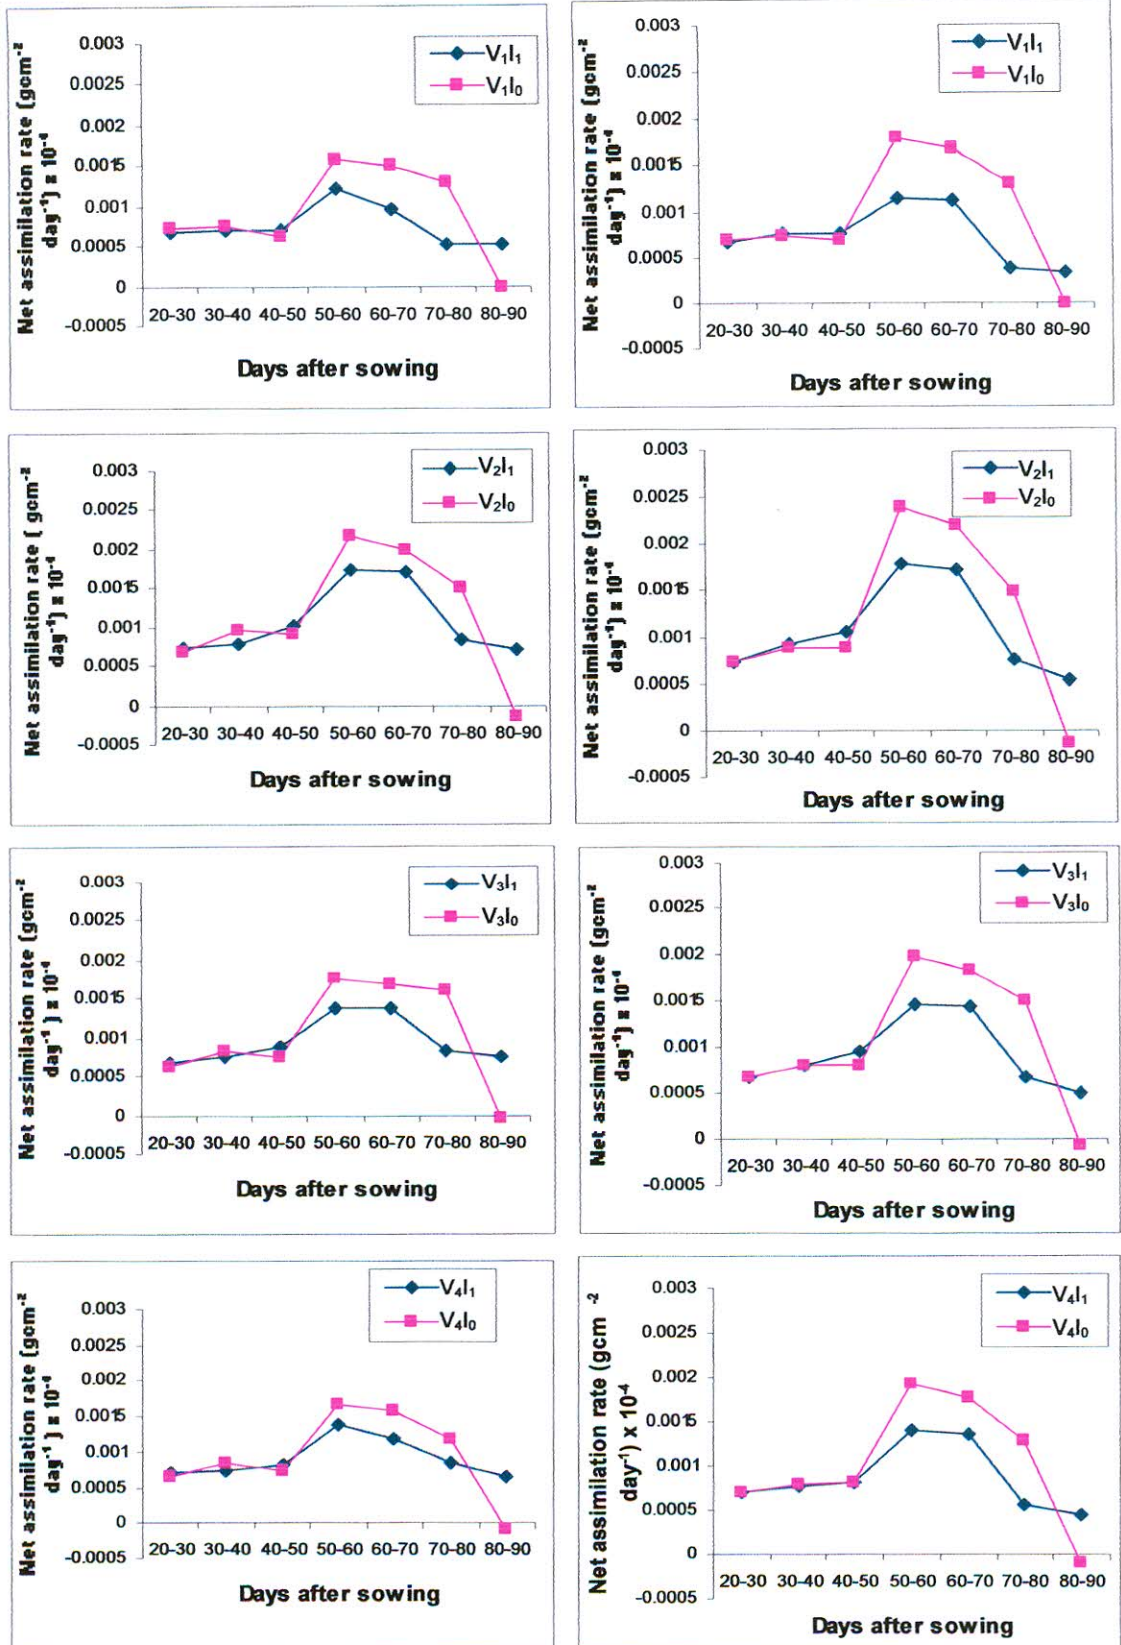 Net assimilation rate (gcm⁻²
day⁻¹) x 10⁻⁴
0.003
0.0025
0.002
0.0015
0.001
0.0005
0
-0.0005
V₁I₁
V₁I₀
20-30 30-40 40-50 50-60 60-70 70-80 80-90
Days after sowing
Net assimilation rate (gcm⁻²
day⁻¹) x 10⁻⁴
0.003
0.0025
0.002
0.0015
0.001
0.0005
0
-0.0005
V₁I₁
V₁I₀
20-30 30-40 40-50 50-60 60-70 70-80 80-90
Days after sowing
Net assimilation rate ( gcm⁻²
day⁻¹) x 10⁻⁴
0.003
0.0025
0.002
0.0015
0.001
0.0005
0
-0.0005
V₂I₁
V₂I₀
20-30 30-40 40-50 50-60 60-70 70-80 80-90
Days after sowing
Net assimilation rate (gcm⁻²
day⁻¹) x 10⁻⁴
0.003
0.0025
0.002
0.0015
0.001
0.0005
0
-0.0005
V₂I₁
V₂I₀
20-30 30-40 40-50 50-60 60-70 70-80 80-90
Days after sowing
Net assimilation rate (gcm⁻²
day⁻¹ ) x 10⁻⁴
0.003
0.0025
0.002
0.0015
0.001
0.0005
0
-0.0005
V₃I₁
V₃I₀
20-30 30-40 40-50 50-60 60-70 70-80 80-90
Days after sowing
Net assimilation rate (gcm⁻²
day⁻¹) x 10⁻⁴
0.003
0.0025
0.002
0.0015
0.001
0.0005
0
-0.0005
V₃I₁
V₃I₀
20-30 30-40 40-50 50-60 60-70 70-80 80-90
Days after sowing
Net assimilation rate (gcm⁻²
day⁻¹ ) x 10⁻⁴
0.003
0.0025
0.002
0.0015
0.001
0.0005
0
-0.0005
V₄I₁
V₄I₀
20-30 30-40 40-50 50-60 60-70 70-80 80-90
Days after sowing
Net assimilation rate (gcm ⁻²
day⁻¹) x 10⁻⁴
0.003
0.0025
0.002
0.0015
0.001
0.0005
0
-0.0005
V₄I₁
V₄I₀
20-30 30-40 40-50 50-60 60-70 70-80 80-90
Days after sowing